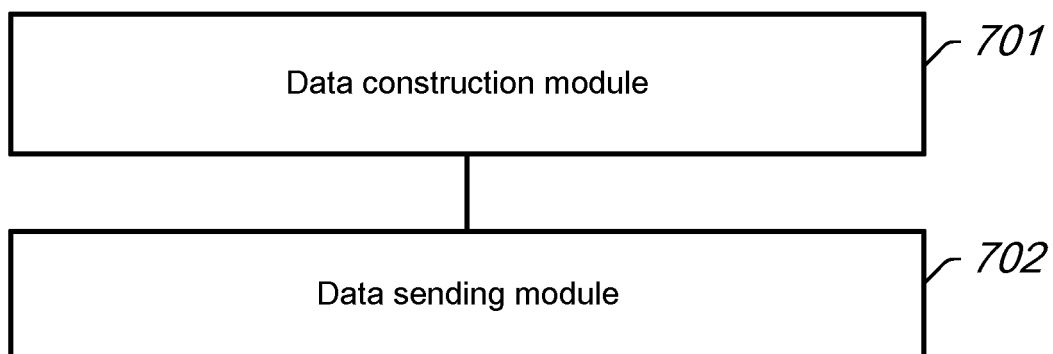 Data construction module
701
Data sending module
702